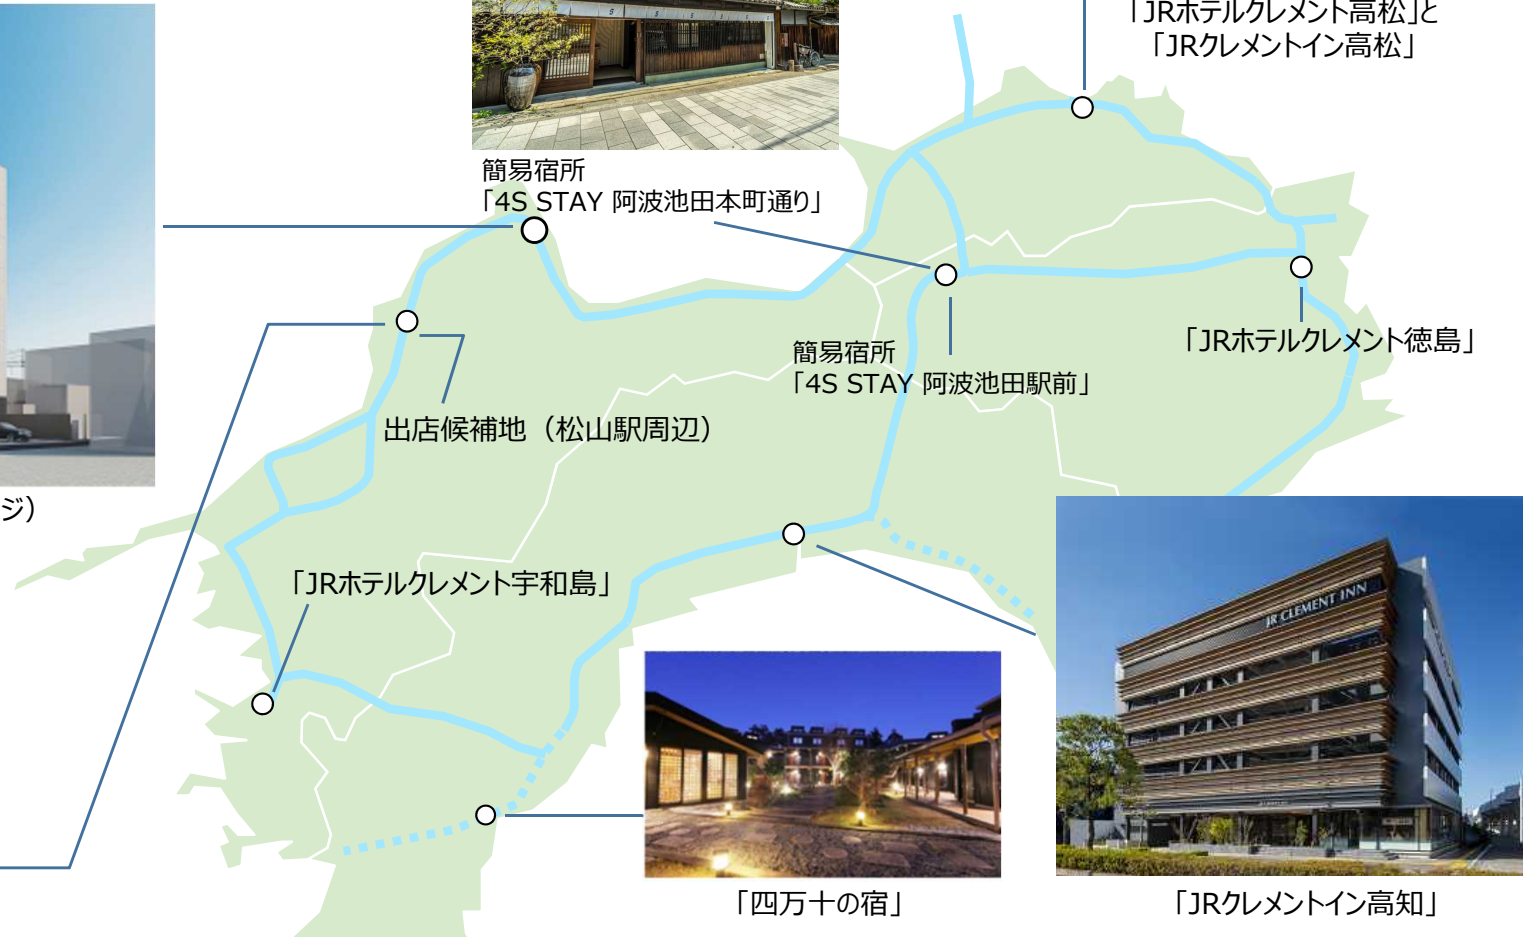 「JRホテルクレメント高松」と
「JRクレメントイン高松」
簡易宿所
「4S STAY 阿波池田本町通り」
簡易宿所
「4S STAY 阿波池田駅前」
「JRホテルクレメント徳島」
出店候補地（松山駅周辺）
ジ）
「JRホテルクレメント宇和島」
JR CLEMENT INN
「四万十の宿」
「JRクレメントイン高知」